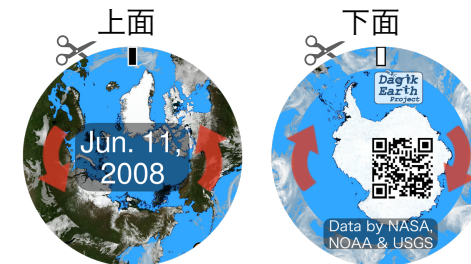 上面
下面
Dagik
Earth
Project
Jun. 11,
2008
Data by NASA,
NOAA & USGS